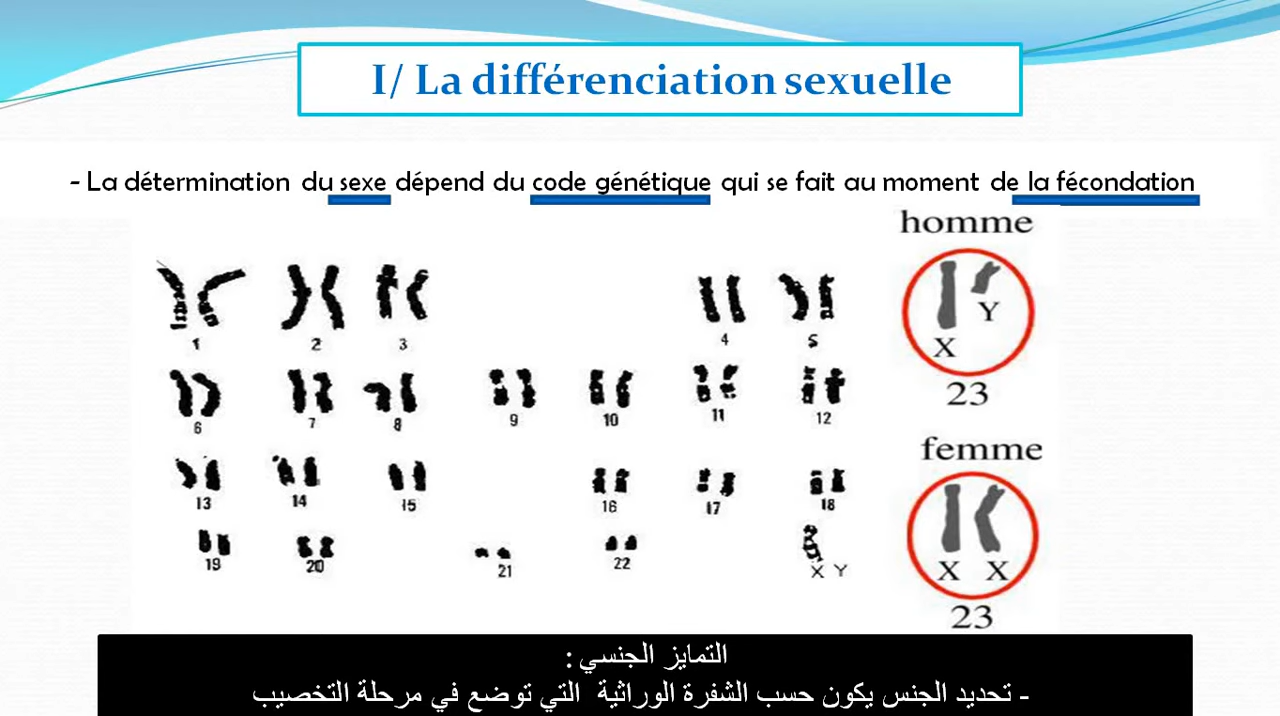 I/ La différenciation sexuelle
- La détermination du sexe dépend du code génétique qui se fait au moment de la fécondation
homme
X Y
23
1 2 3 4 5
6 7 8 9 10 11 12
femme
13 14 15 16 17 18
19 20 21 22 X Y
X X
23
التمايز الجنسي :
- تحديد الجنس يكون حسب الشفرة الوراثية التي توضع في مرحلة التخصيب